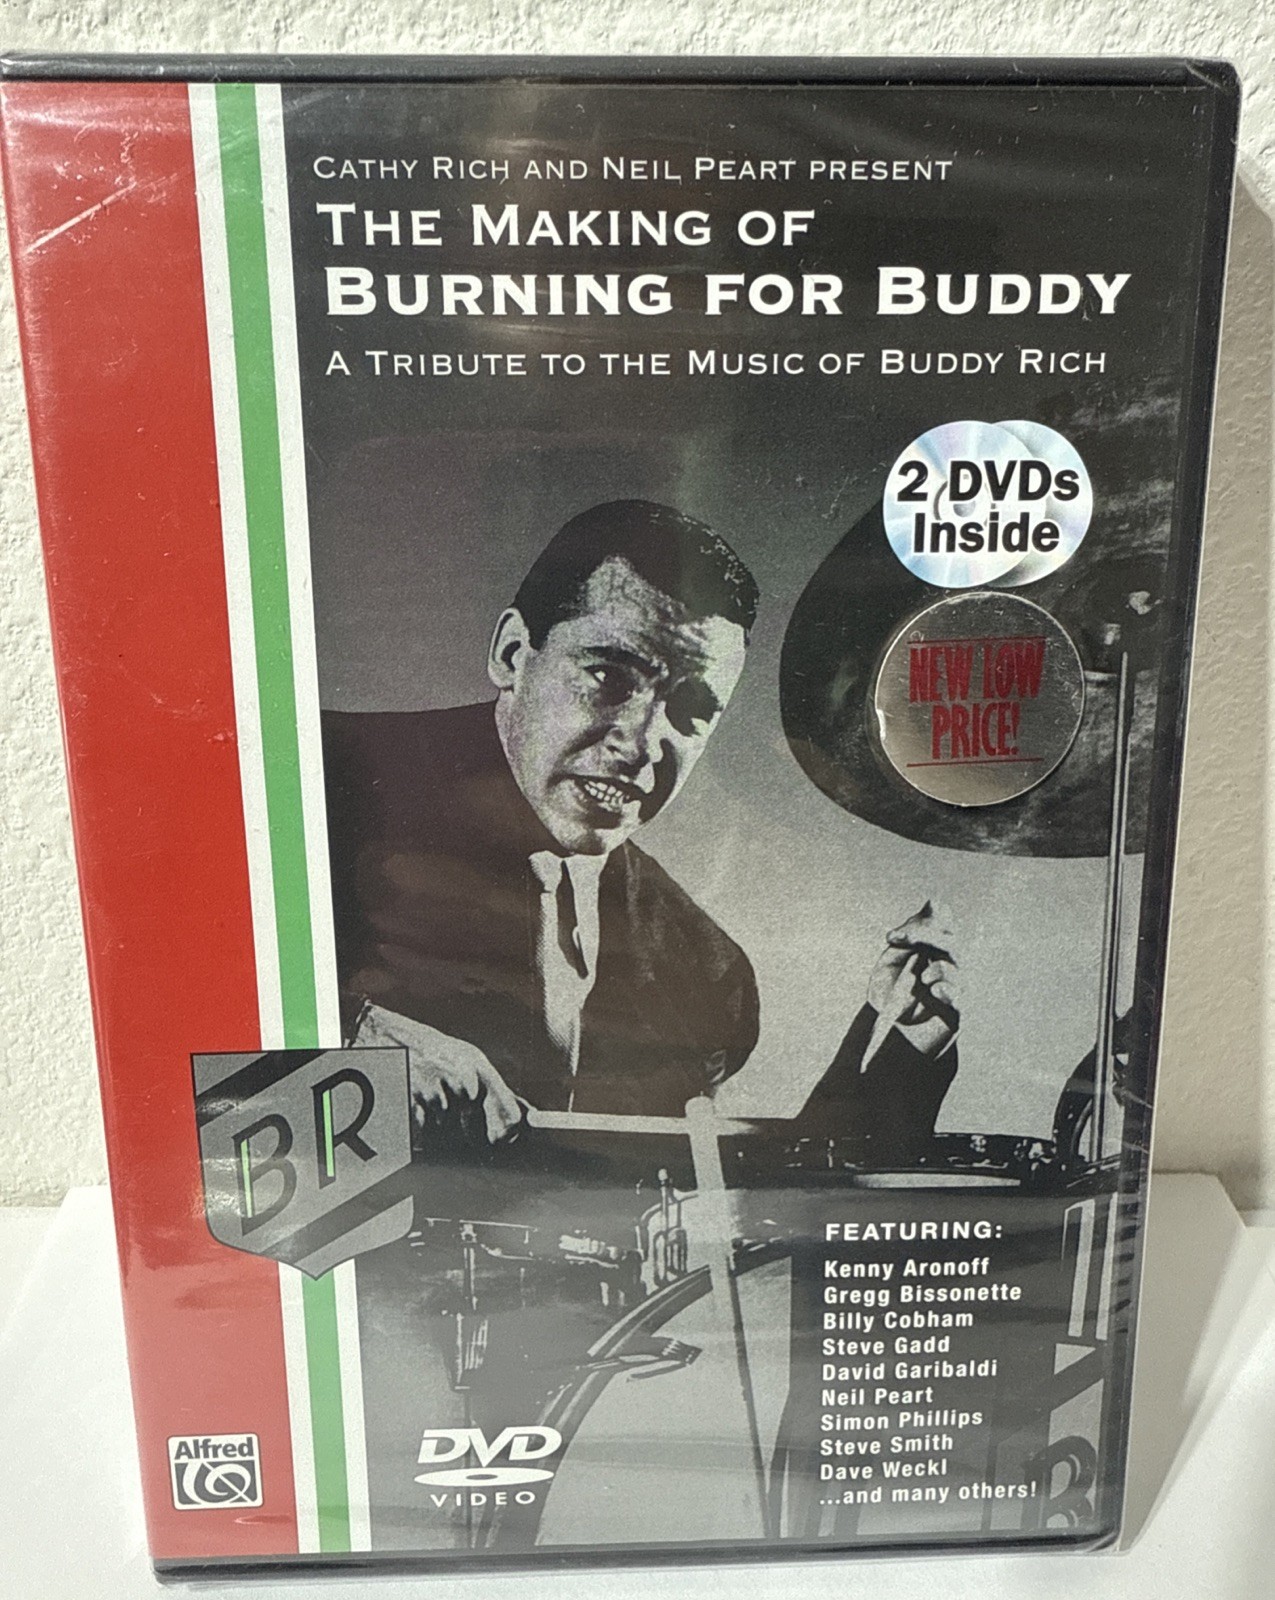 CATHY RICH AND NEIL PEART PRESENT
THE MAKING OF
BURNING FOR BUDDY
A TRIBUTE TO THE MUSIC OF BUDDY RICH
2 DVDs
Inside
NEW LOW
PRICE!
BR
FEATURING:
Kenny Aronoff
Gregg Bissonette
Billy Cobham
Steve Gadd
David Garibaldi
Neil Peart
Simon Phillips
Steve Smith
Dave Weckl
...and many others!
Alfred
DVD
VIDEO
B